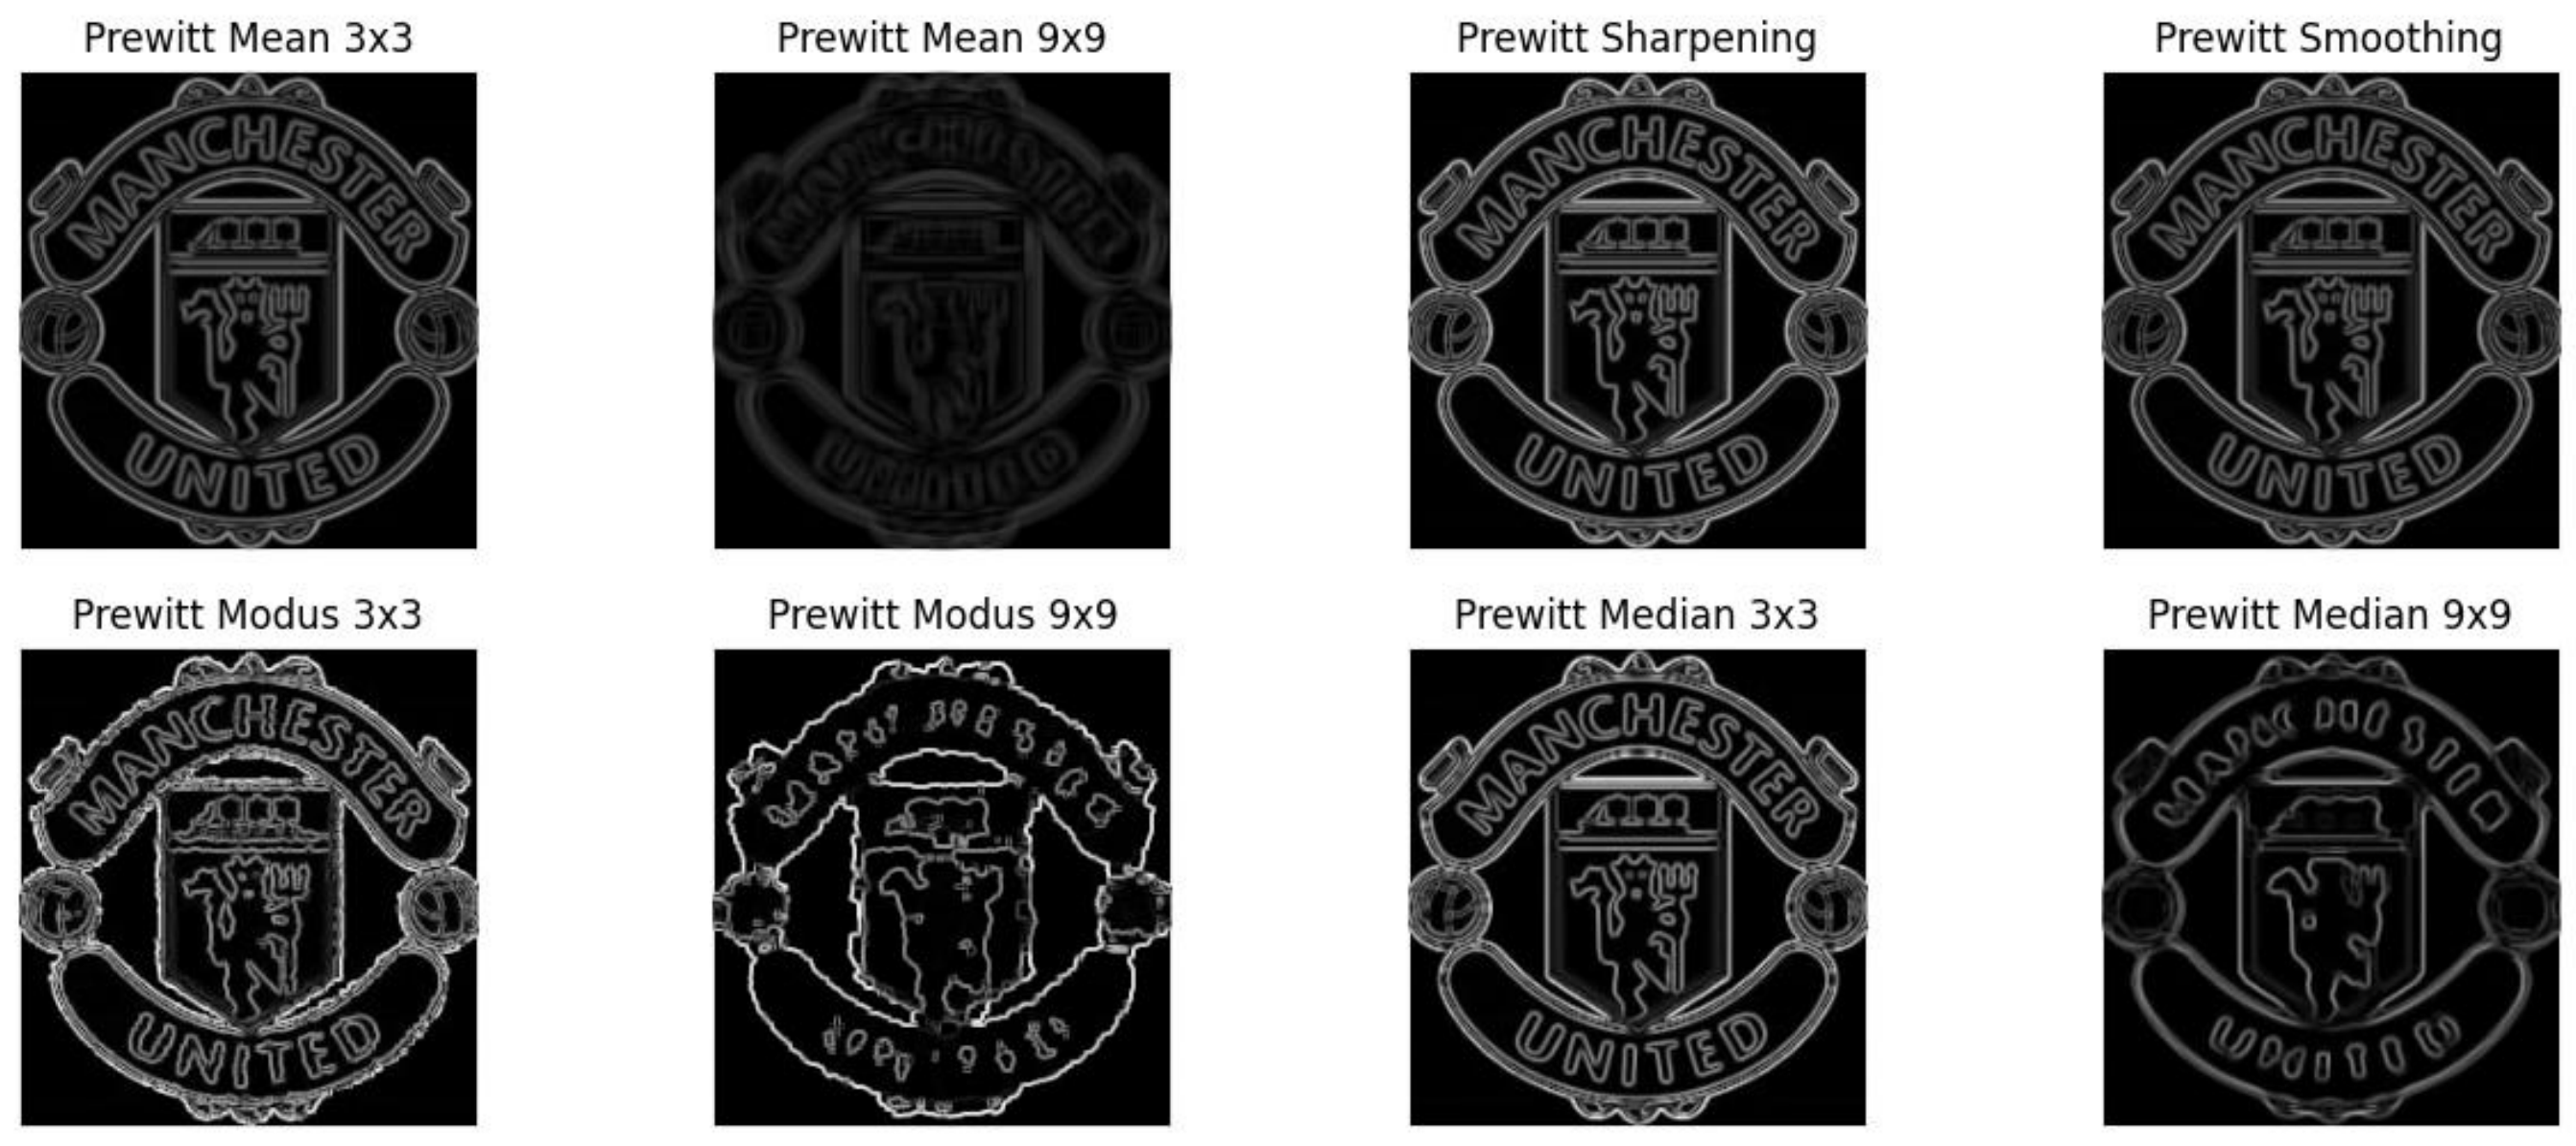 Prewitt Mean 3x3
Prewitt Mean 9x9
Prewitt Sharpening
Prewitt Smoothing
MANCHESTER
UNITED
MANCHESTER
UNITED
MANCHESTER
UNITED
Prewitt Modus 3x3
Prewitt Modus 9x9
Prewitt Median 3x3
Prewitt Median 9x9
MANCHESTER
UNITED
MANCHESTER
UNITED